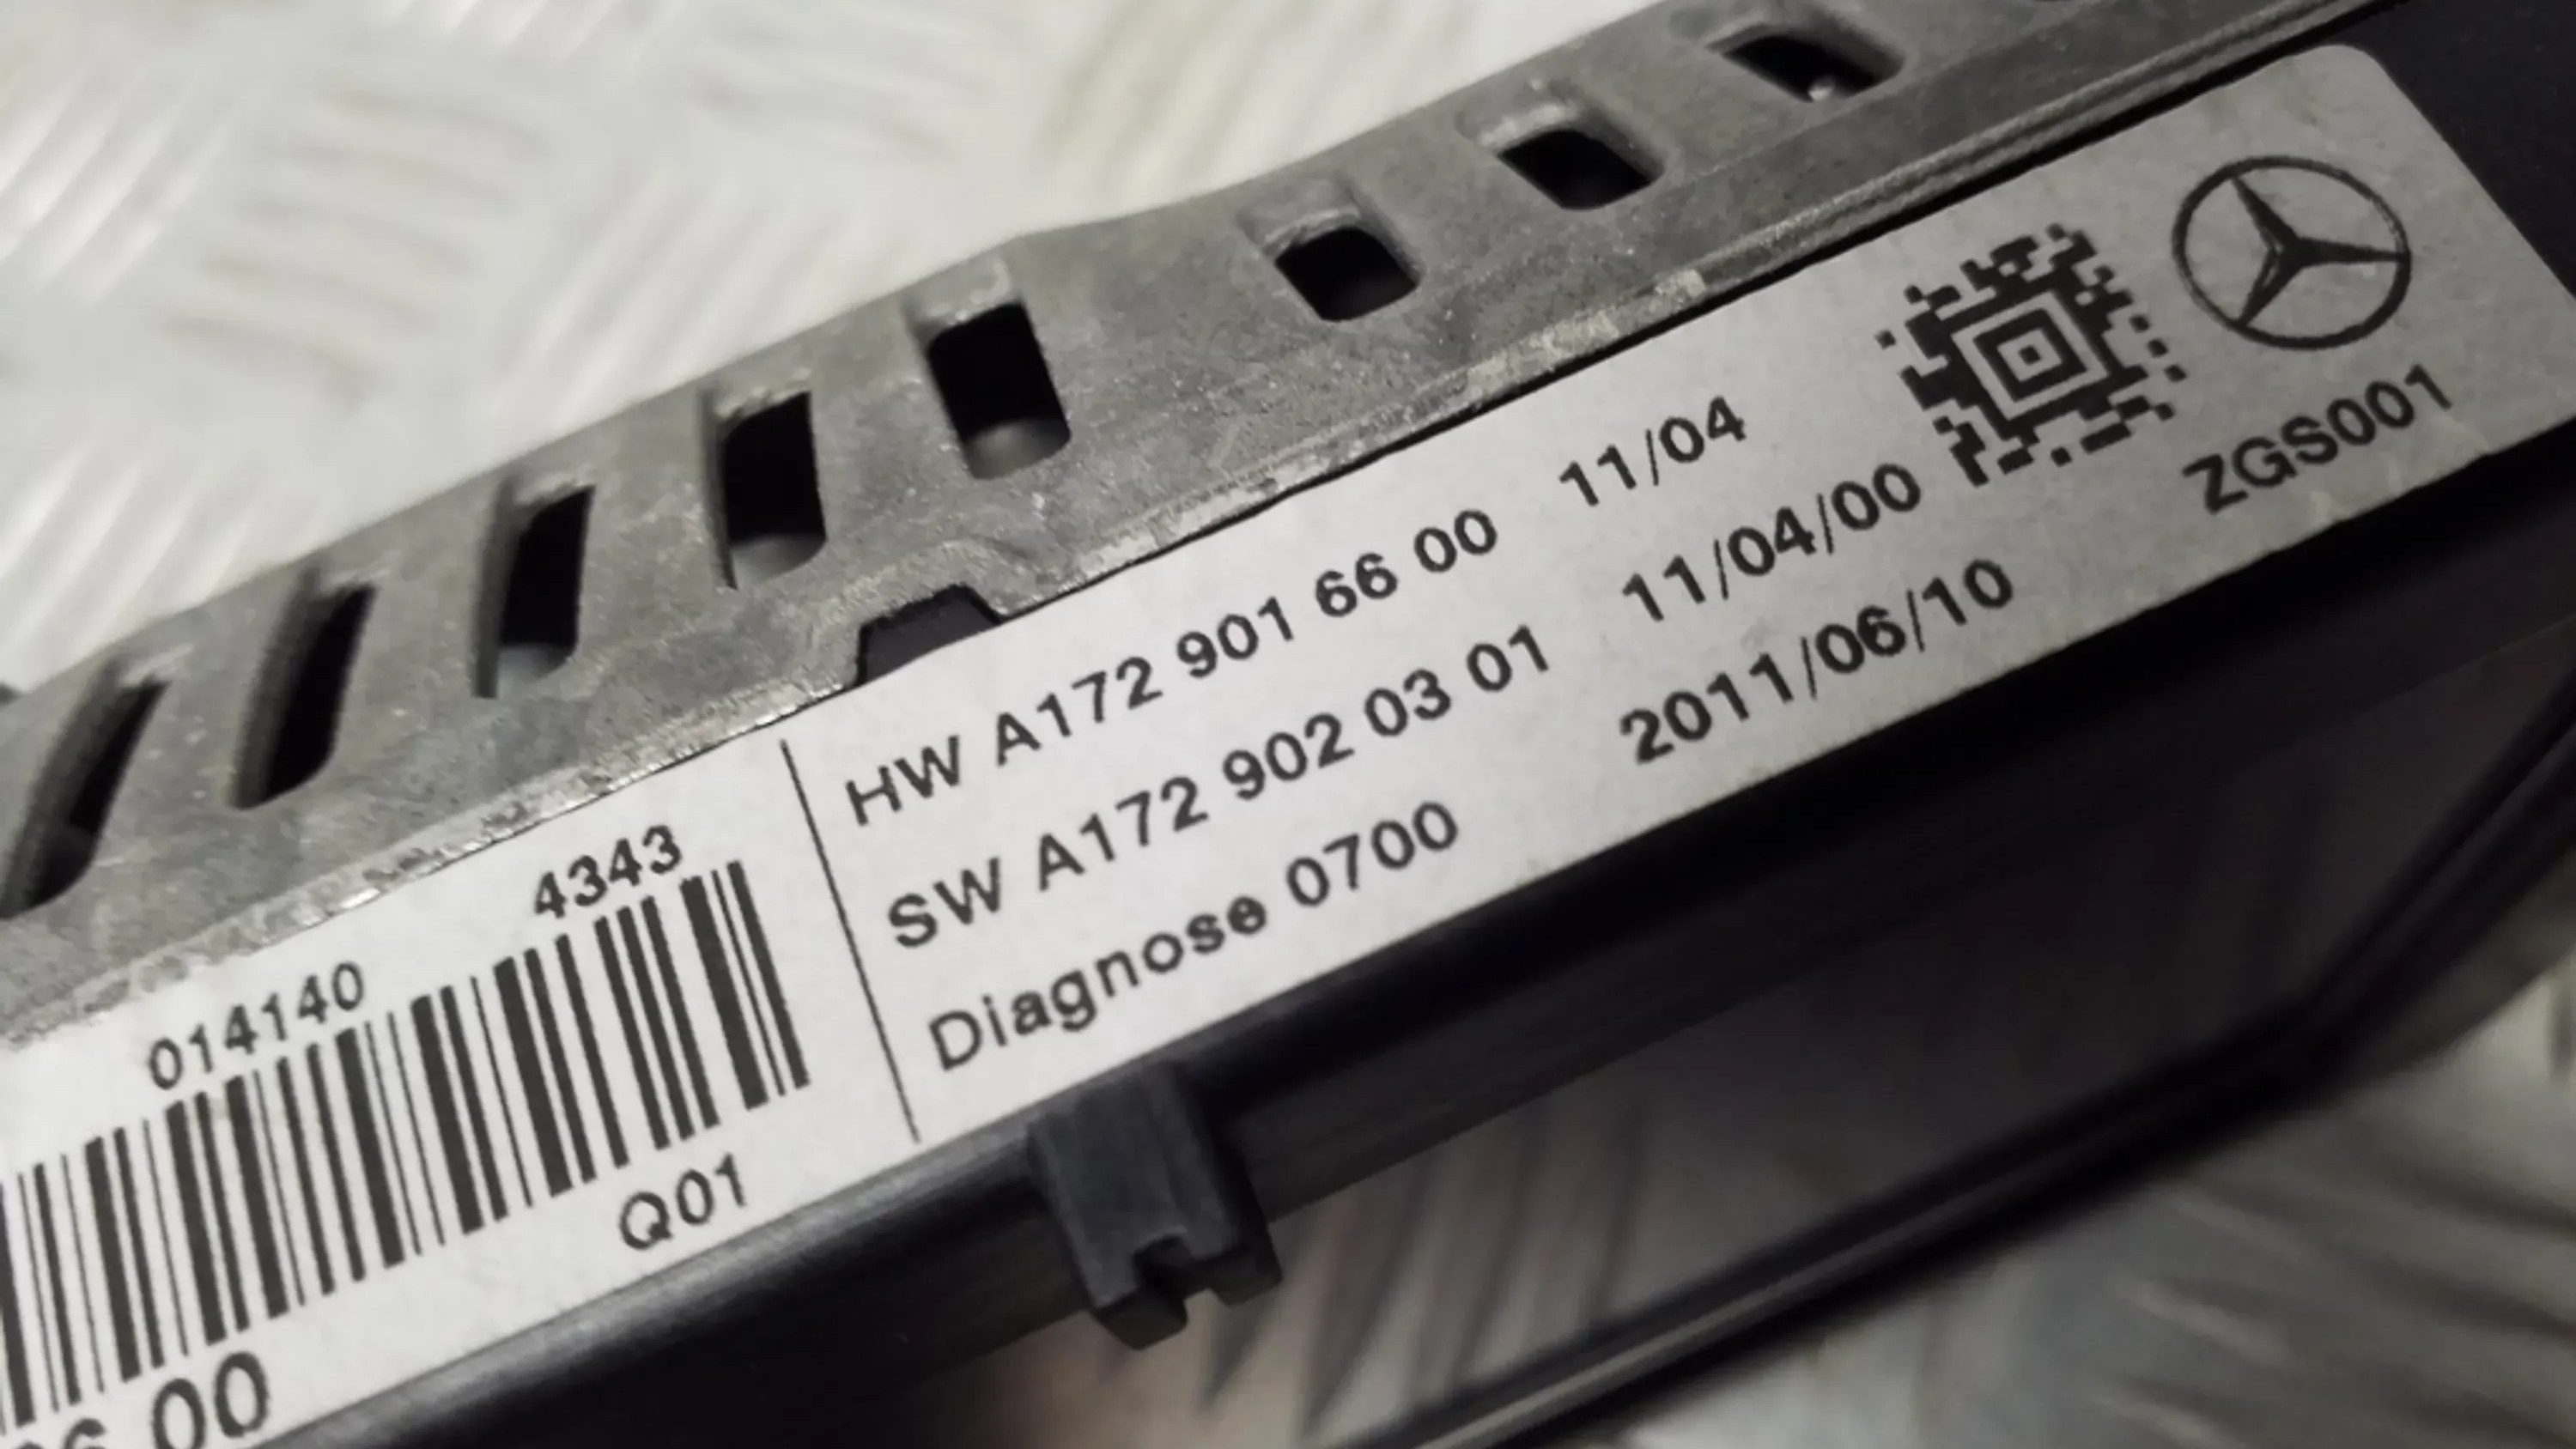 014140 4343
Q01
6 00
HW A172 901 66 00 11/04
SW A172 902 03 01 11/04/00
Diagnose 0700 2011/06/10
ZGS001